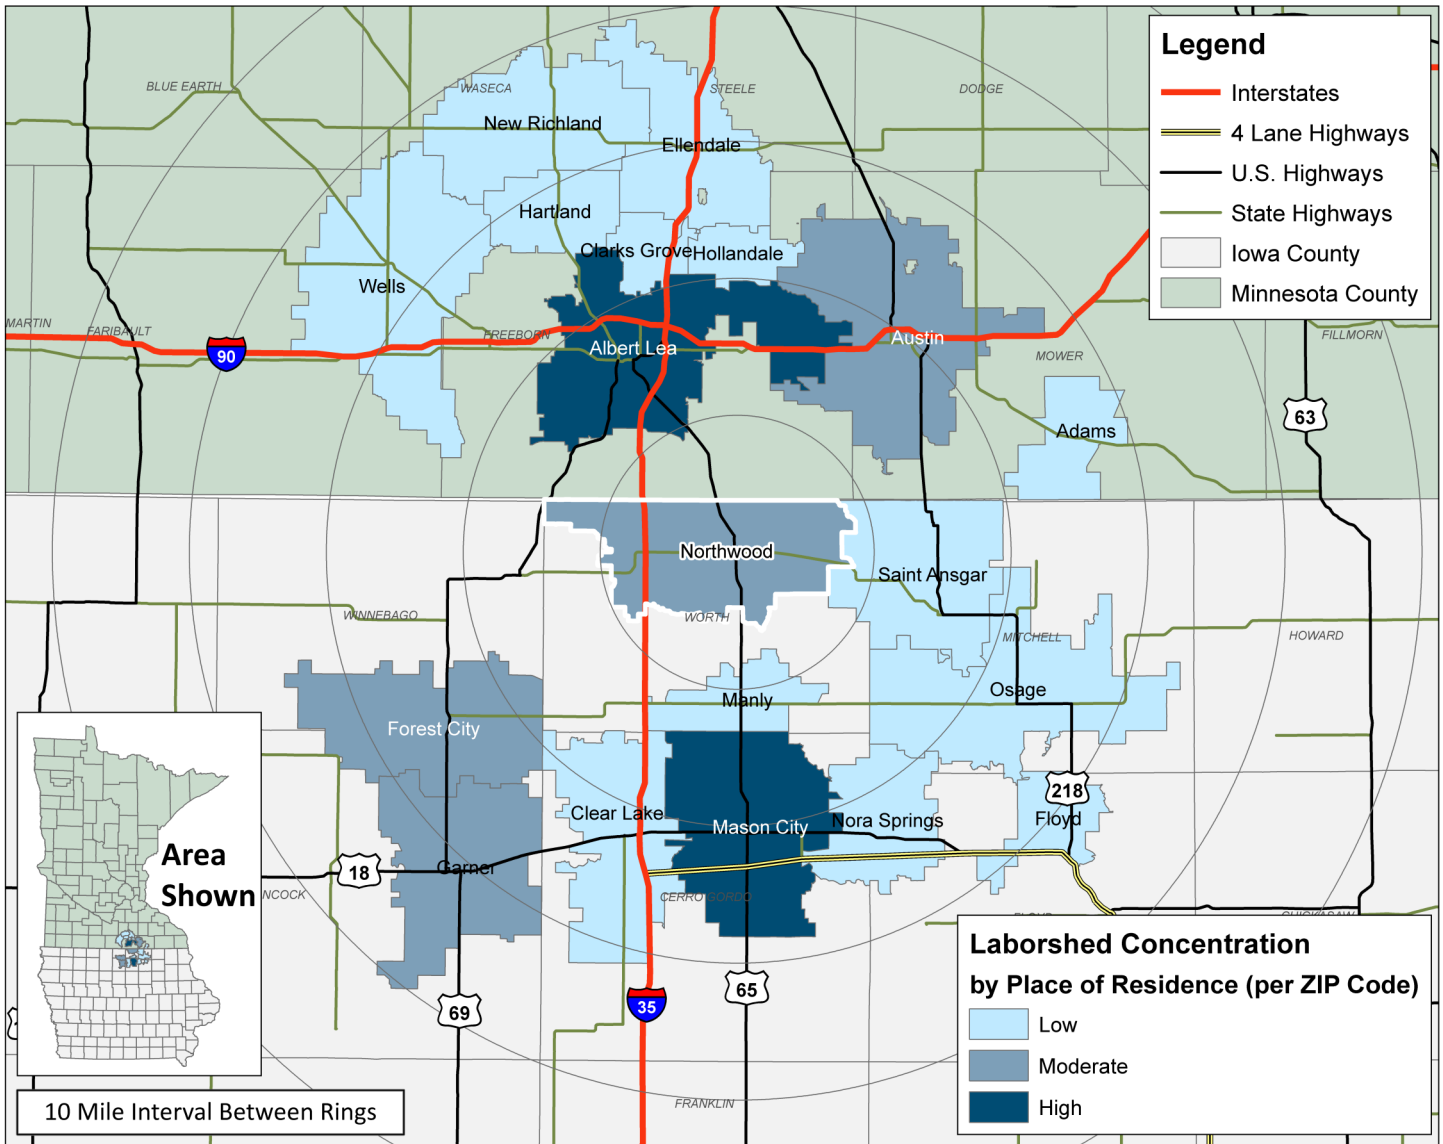 Legend
Interstates
4 Lane Highways
U.S. Highways
State Highways
Iowa County
Minnesota County
BLUE EARTH
WASECA
STEELE
DODGE
New Richland
Ellendale
Hartland
Clarks Grove
Hollandale
Wells
MARTIN
FARIBAULT
FREEBORN
90
Albert Lea
Austin
MOWER
FILLMORN
63
Adams
Northwood
Saint Ansgar
WINNEBAGO
WORTH
MITCHELL
HOWARD
Osage
Manly
Forest City
218
Clear Lake
Mason City
Nora Springs
Floyd
Garner
18
NCOCK
CERRO GORDO
FLOYD
CHICKASAW
Area
Shown
69
35
65
FRANKLIN
10 Mile Interval Between Rings
Laborshed Concentration
by Place of Residence (per ZIP Code)
Low
Moderate
High